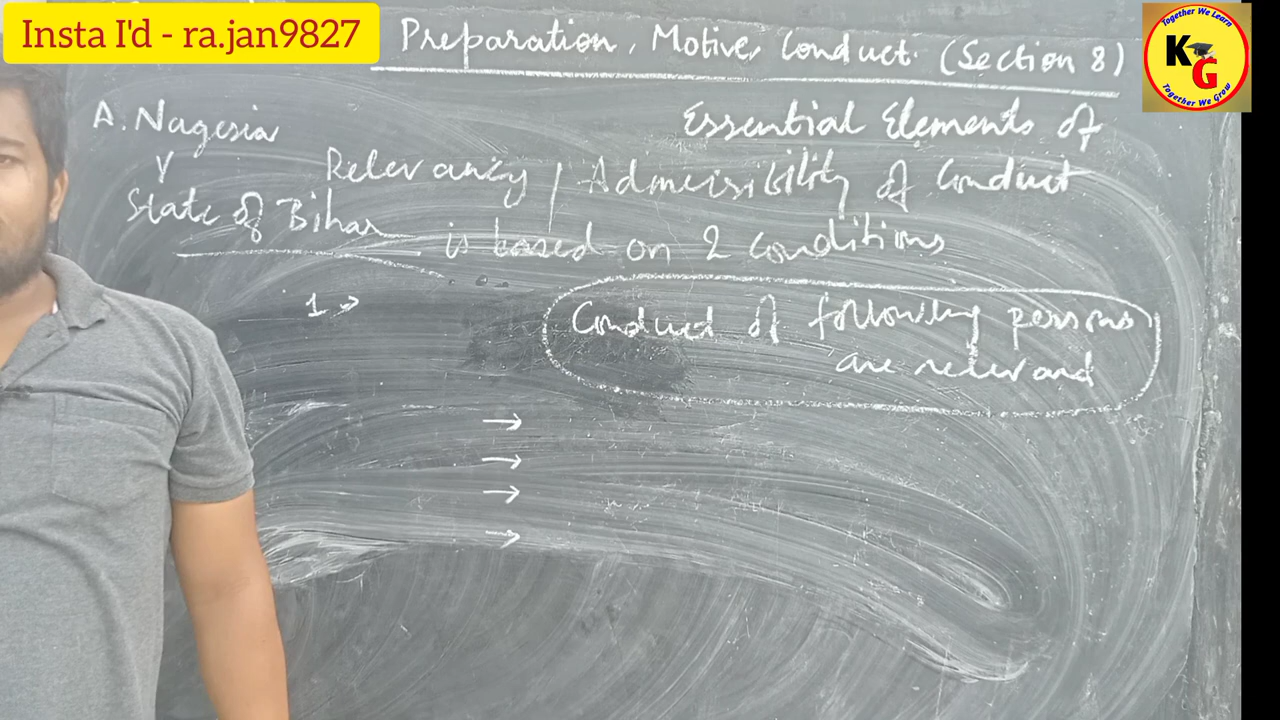 Insta I'd - ra.jan9827
Preparation, Motive, Conduct. (Section 8)
Together We Learn
KG
Together We Grow
A. Nagesia
V
State of Bihar
Essential Elements of
Relevancy / Admissibility of Conduct
is based on 2 conditions
1 →
Conduct of following persons
are relevant
→
→
→
→